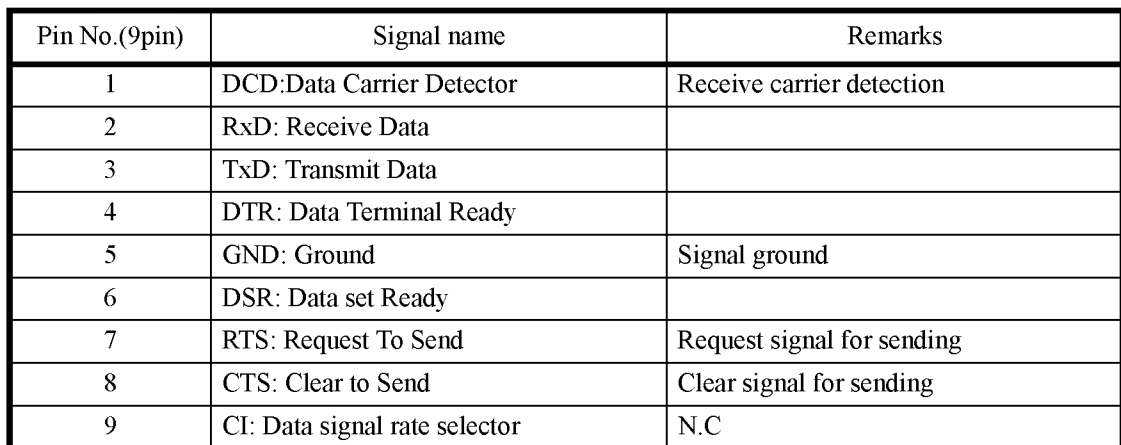 Pin No.(9pin) Signal name Remarks
1 DCD:Data Carrier Detector Receive carrier detection
2 RxD: Receive Data
3 TxD: Transmit Data
4 DTR: Data Terminal Ready
5 GND: Ground Signal ground
6 DSR: Data set Ready
7 RTS: Request To Send Request signal for sending
8 CTS: Clear to Send Clear signal for sending
9 CI: Data signal rate selector N.C